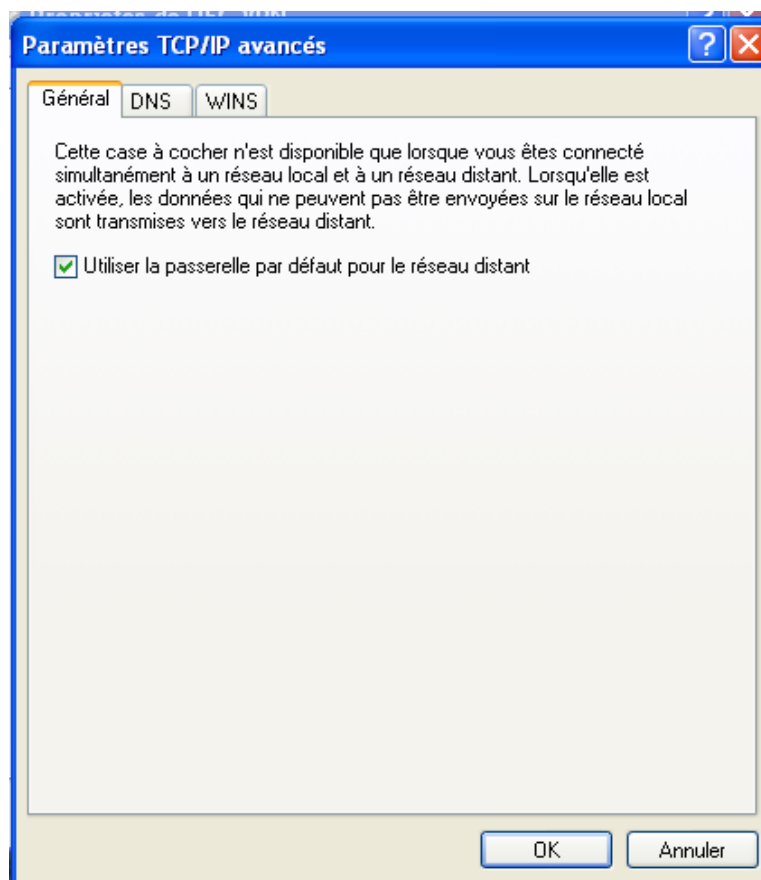 Paramètres TCP/IP avancés
Général DNS WINS
Cette case à cocher n'est disponible que lorsque vous êtes connecté
simultanément à un réseau local et à un réseau distant. Lorsqu'elle est
activée, les données qui ne peuvent pas être envoyées sur le réseau local
sont transmises vers le réseau distant.
Utiliser la passerelle par défaut pour le réseau distant
OK Annuler